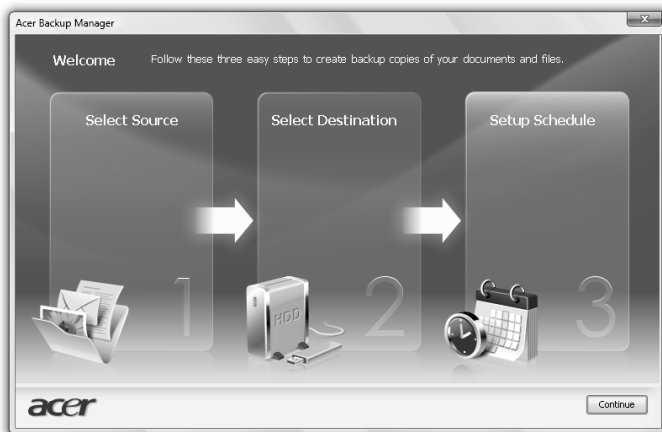 Acer Backup Manager
x
Welcome
Follow these three easy steps to create backup copies of your documents and files.
Select Source
Select Destination
Setup Schedule
1
2
3
HDD
acer
Continue